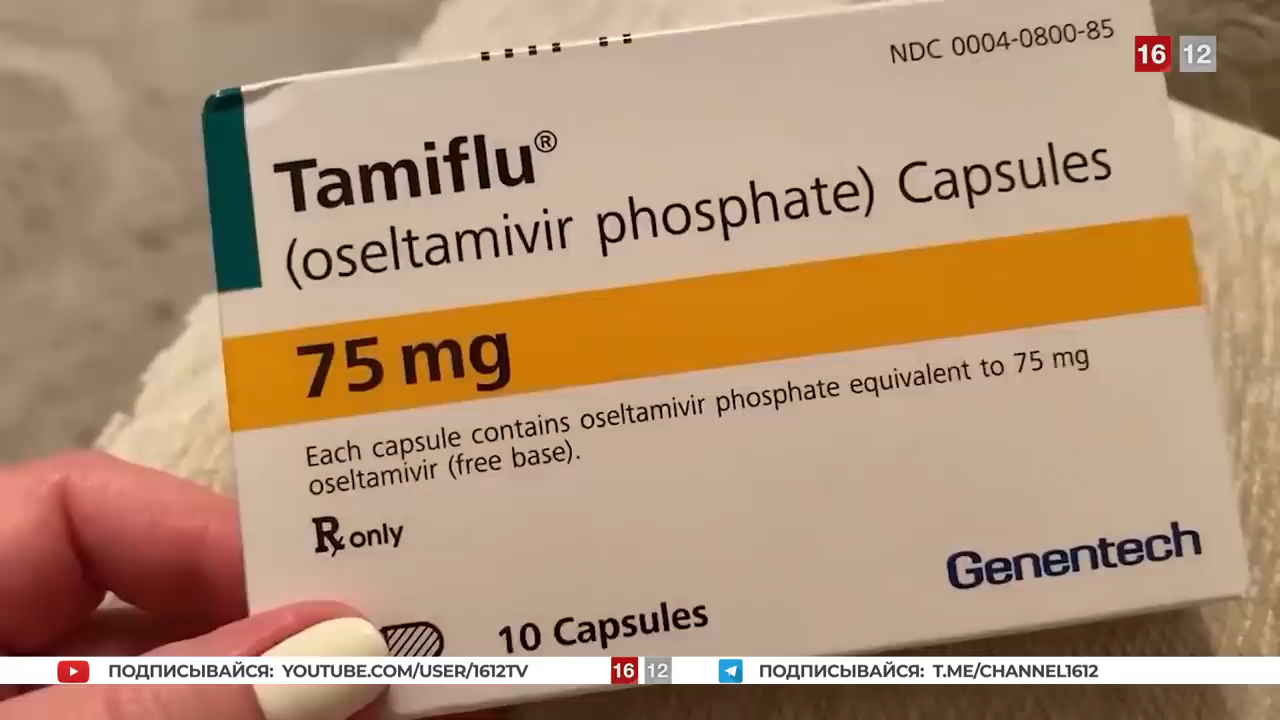 NDC 0004-0800-85
16 12
Tamiflu®
(oseltamivir phosphate) Capsules
75 mg
Each capsule contains oseltamivir phosphate equivalent to 75 mg
oseltamivir (free base).
Rx only
Genentech
10 Capsules
ПОДПИСЫВАЙСЯ: YOUTUBE.COM/USER/1612TV 16 12 ПОДПИСЫВАЙСЯ: T.ME/CHANNEL1612